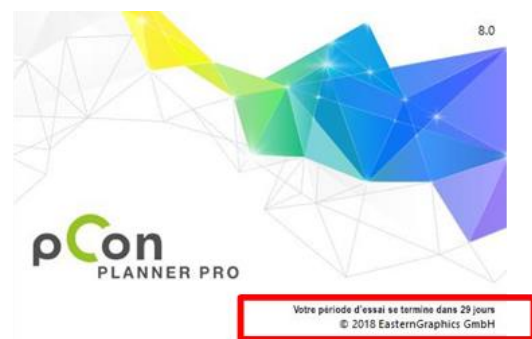 8.0
pCon
PLANNER PRO
Votre période d'essai se termine dans 29 jours
© 2018 EasternGraphics GmbH